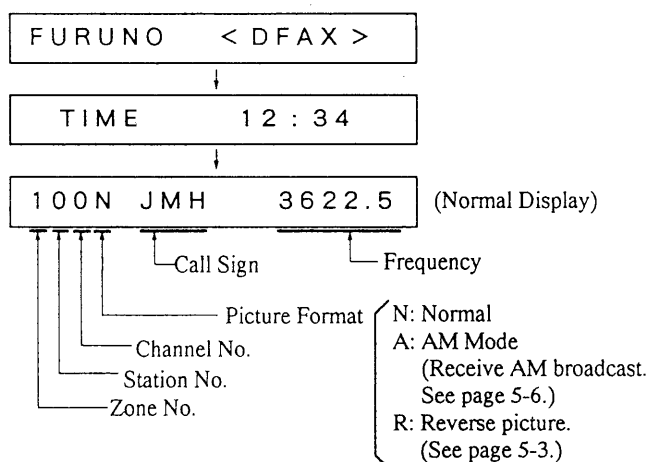 FURUNO < DFAX >
TIME 12 : 34
100N JMH 3622.5 (Normal Display)
Call Sign Frequency
Picture Format
Channel No.
Station No.
Zone No.
N: Normal
A: AM Mode
(Receive AM broadcast.
See page 5-6.)
R: Reverse picture.
(See page 5-3.)